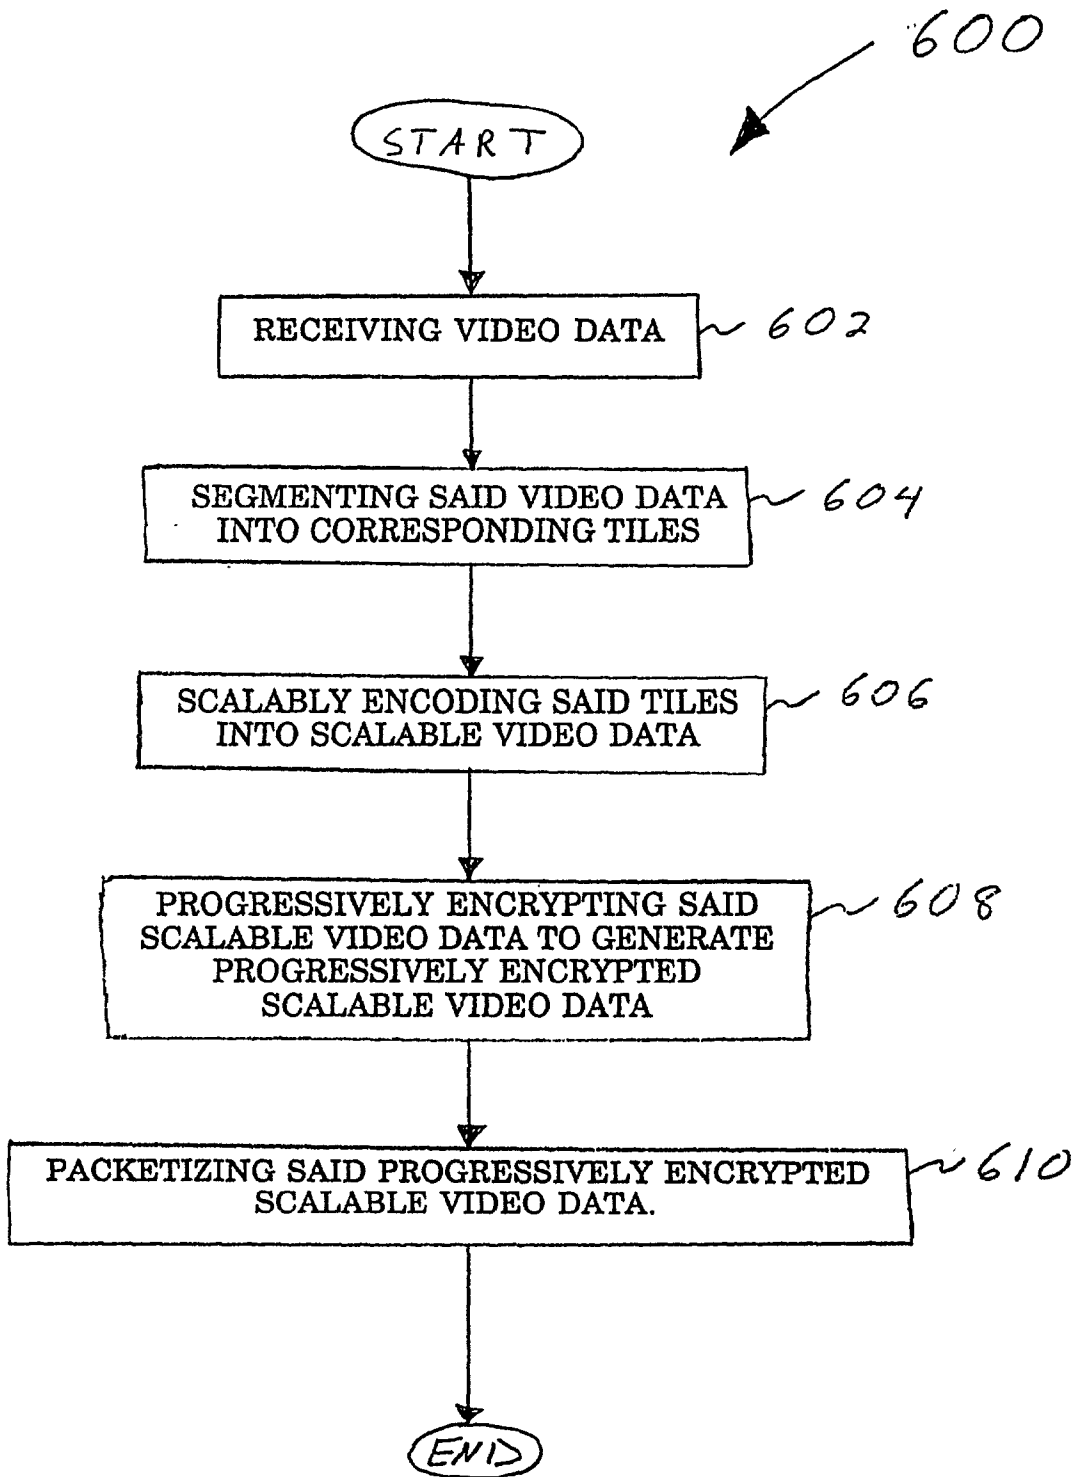 600
START
RECEIVING VIDEO DATA
602
SEGMENTING SAID VIDEO DATA
INTO CORRESPONDING TILES
604
SCALABLY ENCODING SAID TILES
INTO SCALABLE VIDEO DATA
606
PROGRESSIVELY ENCRYPTING SAID
SCALABLE VIDEO DATA TO GENERATE
PROGRESSIVELY ENCRYPTED
SCALABLE VIDEO DATA
608
PACKETIZING SAID PROGRESSIVELY ENCRYPTED
SCALABLE VIDEO DATA.
610
END